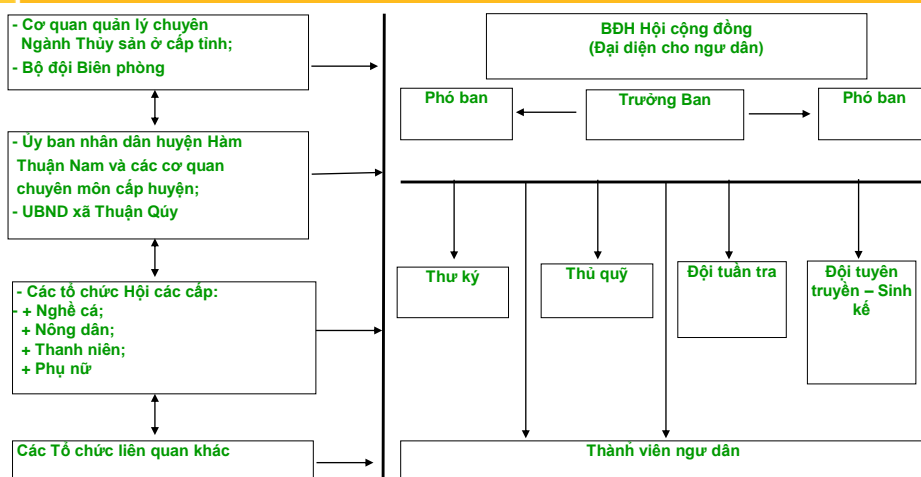 - Cơ quan quản lý chuyên
Ngành Thủy sản ở cấp tỉnh;
- Bộ đội Biên phòng
- Ủy ban nhân dân huyện Hàm
Thuận Nam và các cơ quan
chuyên môn cấp huyện;
- UBND xã Thuận Qúy
- Các tổ chức Hội các cấp:
- + Nghề cá;
+ Nông dân;
+ Thanh niên;
+ Phụ nữ
Các Tổ chức liên quan khác
BĐH Hội cộng đồng
(Đại diện cho ngư dân)
Phó ban
Trưởng Ban
Phó ban
Thư ký
Thủ quỹ
Đội tuần tra
Đội tuyên
truyền – Sinh
kế
Thành viên ngư dân